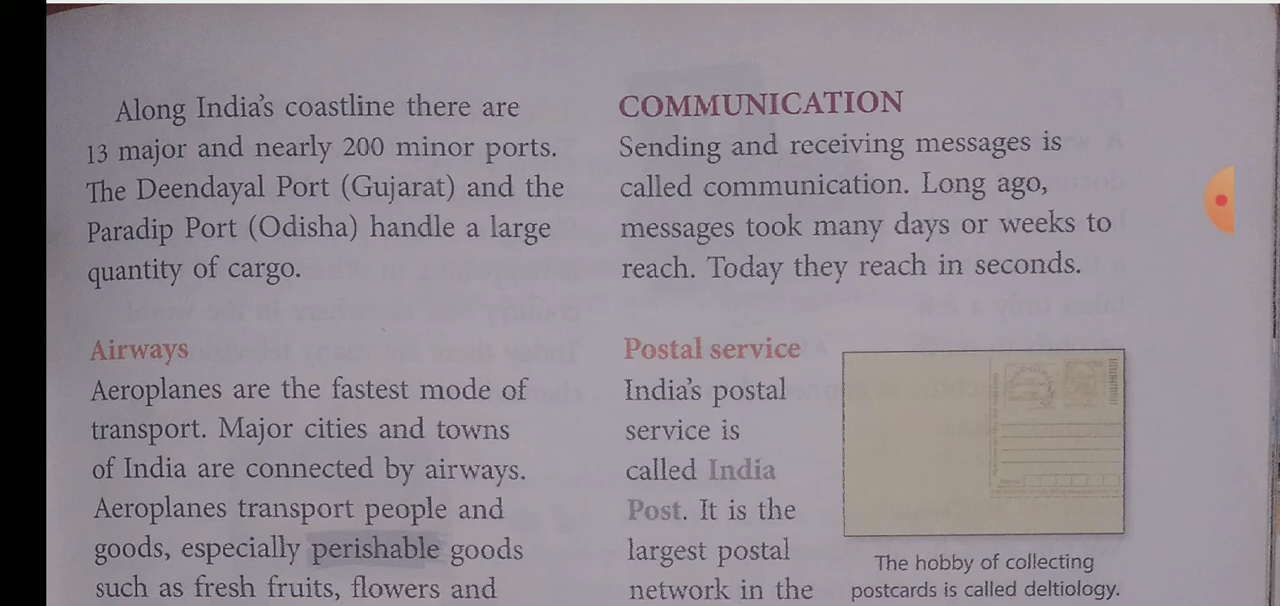 Along India's coastline there are
13 major and nearly 200 minor ports.
The Deendayal Port (Gujarat) and the
Paradip Port (Odisha) handle a large
quantity of cargo.
Airways
Aeroplanes are the fastest mode of
transport. Major cities and towns
of India are connected by airways.
Aeroplanes transport people and
goods, especially perishable goods
such as fresh fruits, flowers and
COMMUNICATION
Sending and receiving messages is
called communication. Long ago,
messages took many days or weeks to
reach. Today they reach in seconds.
Postal service
India's postal
service is
called India
Post. It is the
largest postal
network in the
The hobby of collecting
postcards is called deltiology.